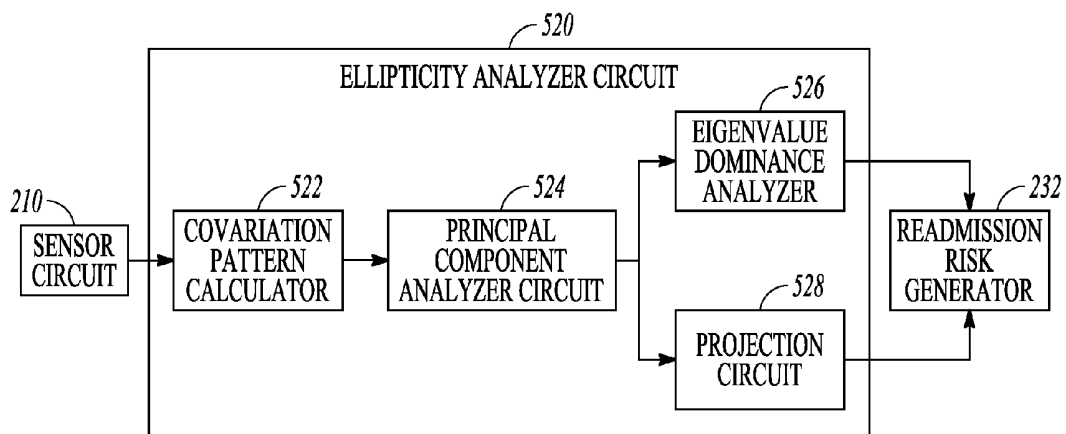 520
ELLIPTICITY ANALYZER CIRCUIT
526
EIGENVALUE
DOMINANCE
ANALYZER
210
SENSOR
CIRCUIT
522
COVARIATION
PATTERN
CALCULATOR
524
PRINCIPAL
COMPONENT
ANALYZER CIRCUIT
232
READMISSION
RISK
GENERATOR
528
PROJECTION
CIRCUIT